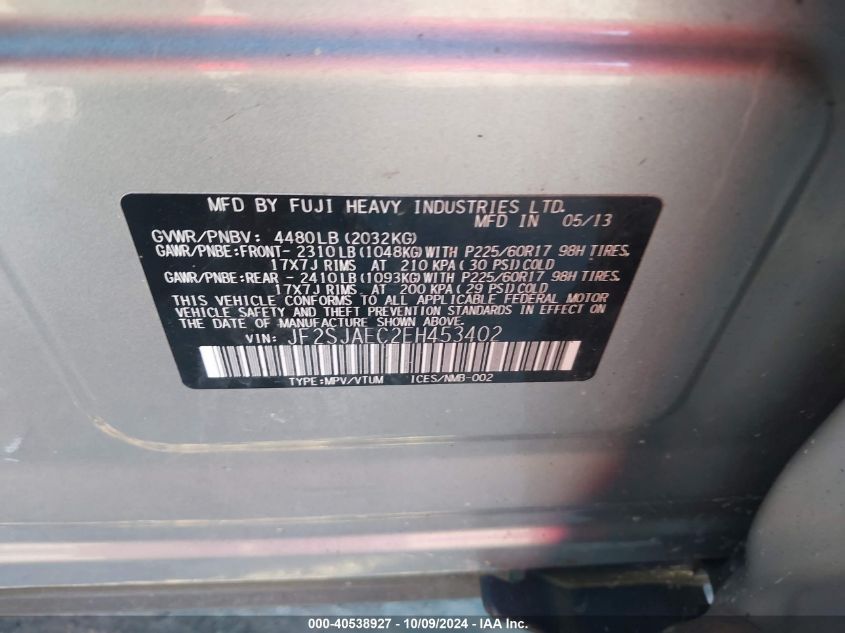 MFD BY FUJI HEAVY INDUSTRIES LTD.
MFD IN 05/13
GVWR/PNBV: 4480LB(2032KG)
GAWR/PNBE:FRONT- 2310LB(1048KG)WITH P225/60R17 98H TIRES,
17X7J RIMS AT 210 KPA(30 PSI)COLD
GAWR/PNBE:REAR - 2410LB(1093KG)WITH P225/60R17 98H TIRES,
17X7J RIMS AT 200 KPA(29 PSI)COLD
THIS VEHICLE CONFORMS TO ALL APPLICABLE FEDERAL MOTOR
VEHICLE SAFETY AND THEFT PREVENTION STANDARDS IN EFFECT ON
THE DATE OF MANUFACTURE SHOWN ABOVE.
VIN: JF2SJAEC2EH453402
TYPE:MPV/VTUM ICES/NMB-002
000-40538927 - 10/09/2024 - IAA Inc.